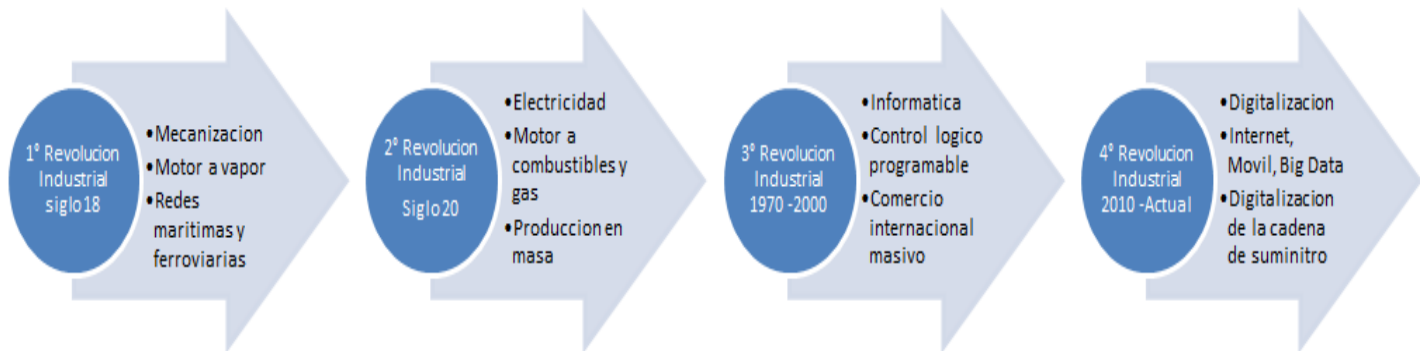 1° Revolucion
Industrial
siglo 18
•Mecanizacion
•Motor a vapor
•Redes
maritimas y
ferroviarias
2° Revolucion
Industrial
Siglo 20
•Electricidad
•Motor a
combustibles y
gas
•Produccion en
masa
3° Revolucion
Industrial
1970 -2000
•Informatica
•Control logico
programable
•Comercio
internacional
masivo
4° Revolucion
Industrial
2010 -Actual
•Digitalizacion
•Internet,
Movil, Big Data
•Digitalizacion
de la cadena
de suminitro